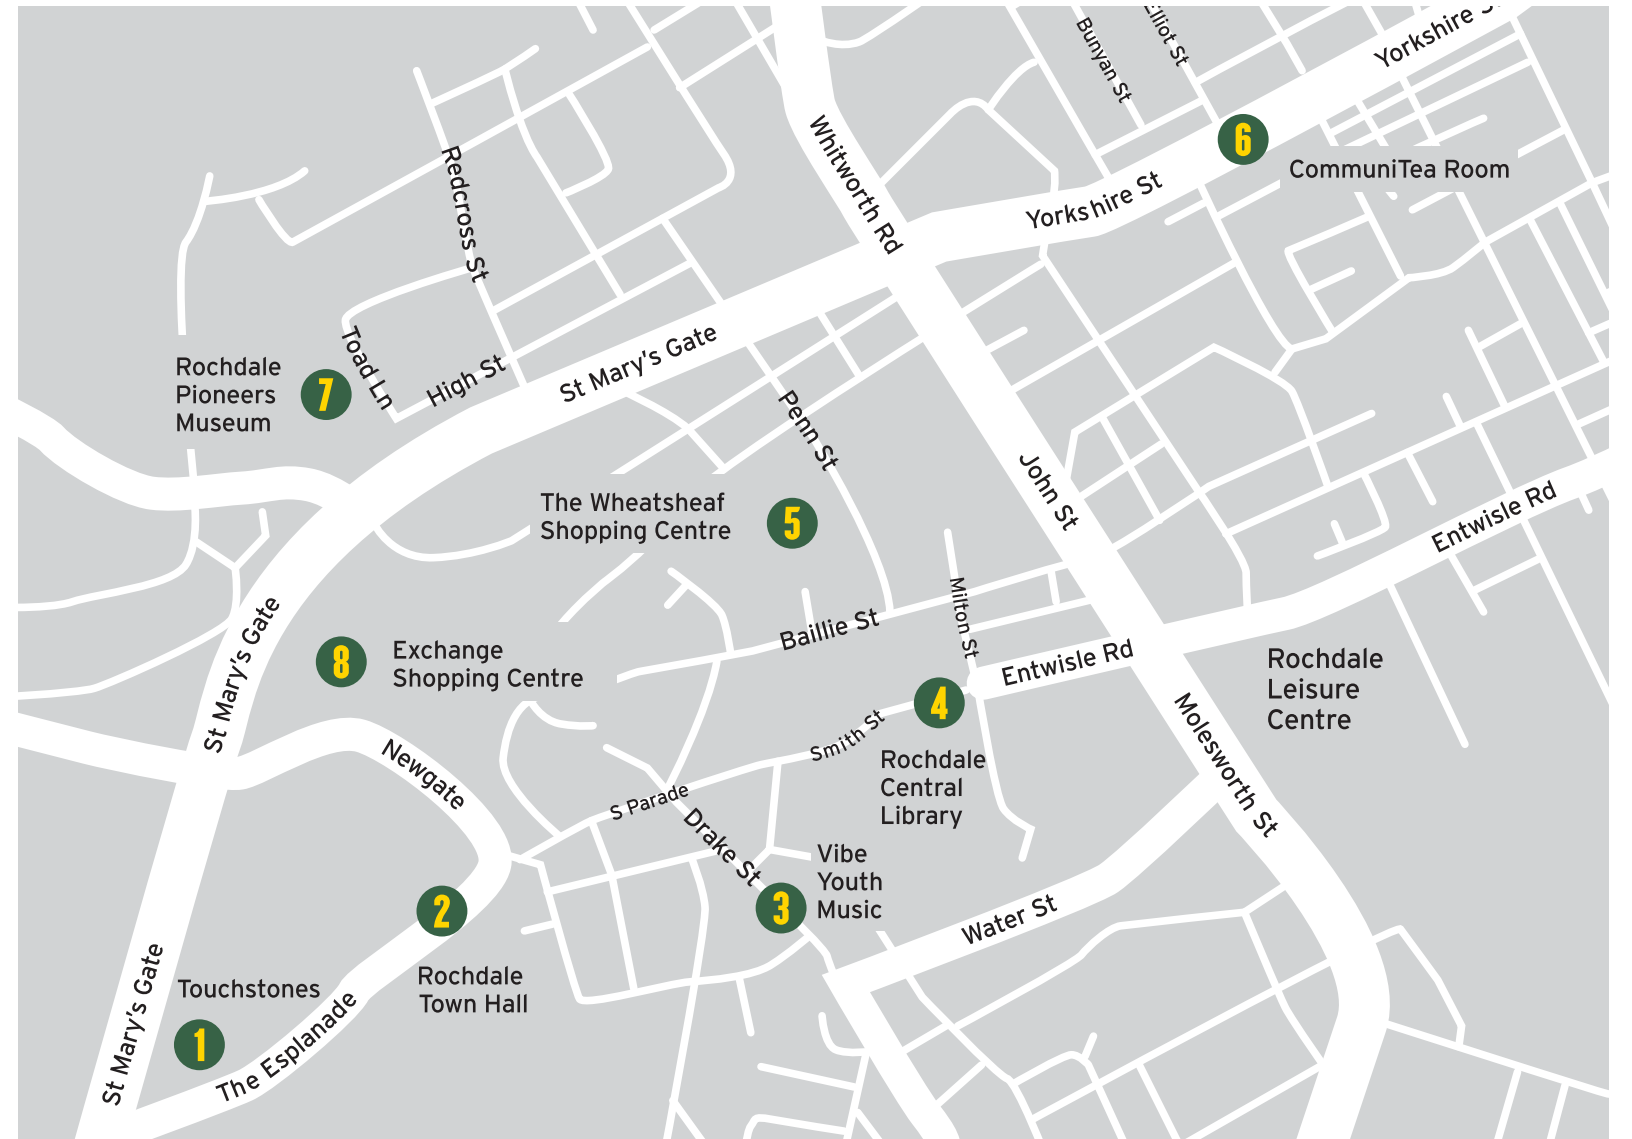 Elliot St
Bunyan St
Yorkshire St
Whitworth Rd
6
CommuniTea Room
Redcross St
Yorkshire St
Toad Ln
High St
St Mary's Gate
Rochdale
Pioneers
Museum
7
Penn St
John St
The Wheatsheaf
Shopping Centre
5
Entwisle Rd
St Mary's Gate
Milton St
Baillie St
8
Exchange
Shopping Centre
Entwisle Rd
Rochdale
Leisure
Centre
4
Rochdale
Central
Library
Molesworth St
Smith St
Newgate
S Parade
Drake St
Vibe
Youth
Music
3
2
Rochdale
Town Hall
Water St
St Mary's Gate
Touchstones
1
The Esplanade